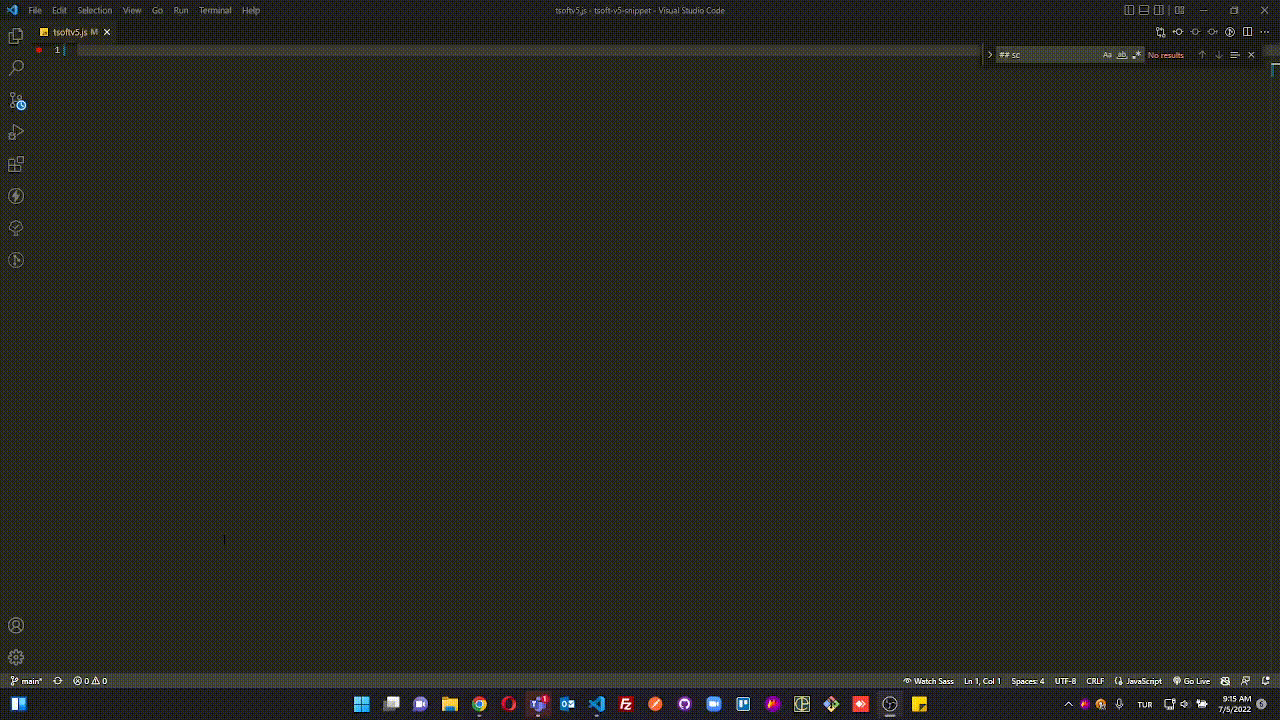 File Edit Selection View Go Run Terminal Help
tsoftv5.js - tsoft-v5-snippet - Visual Studio Code
tsoftv5.js M
1
## sc
Aa ab
No results
main*
0 0
Watch Sass
Ln 1, Col 1
Spaces: 4
UTF-8
CRLF
JavaScript
Go Live
1
TUR
9:15 AM
7/5/2022